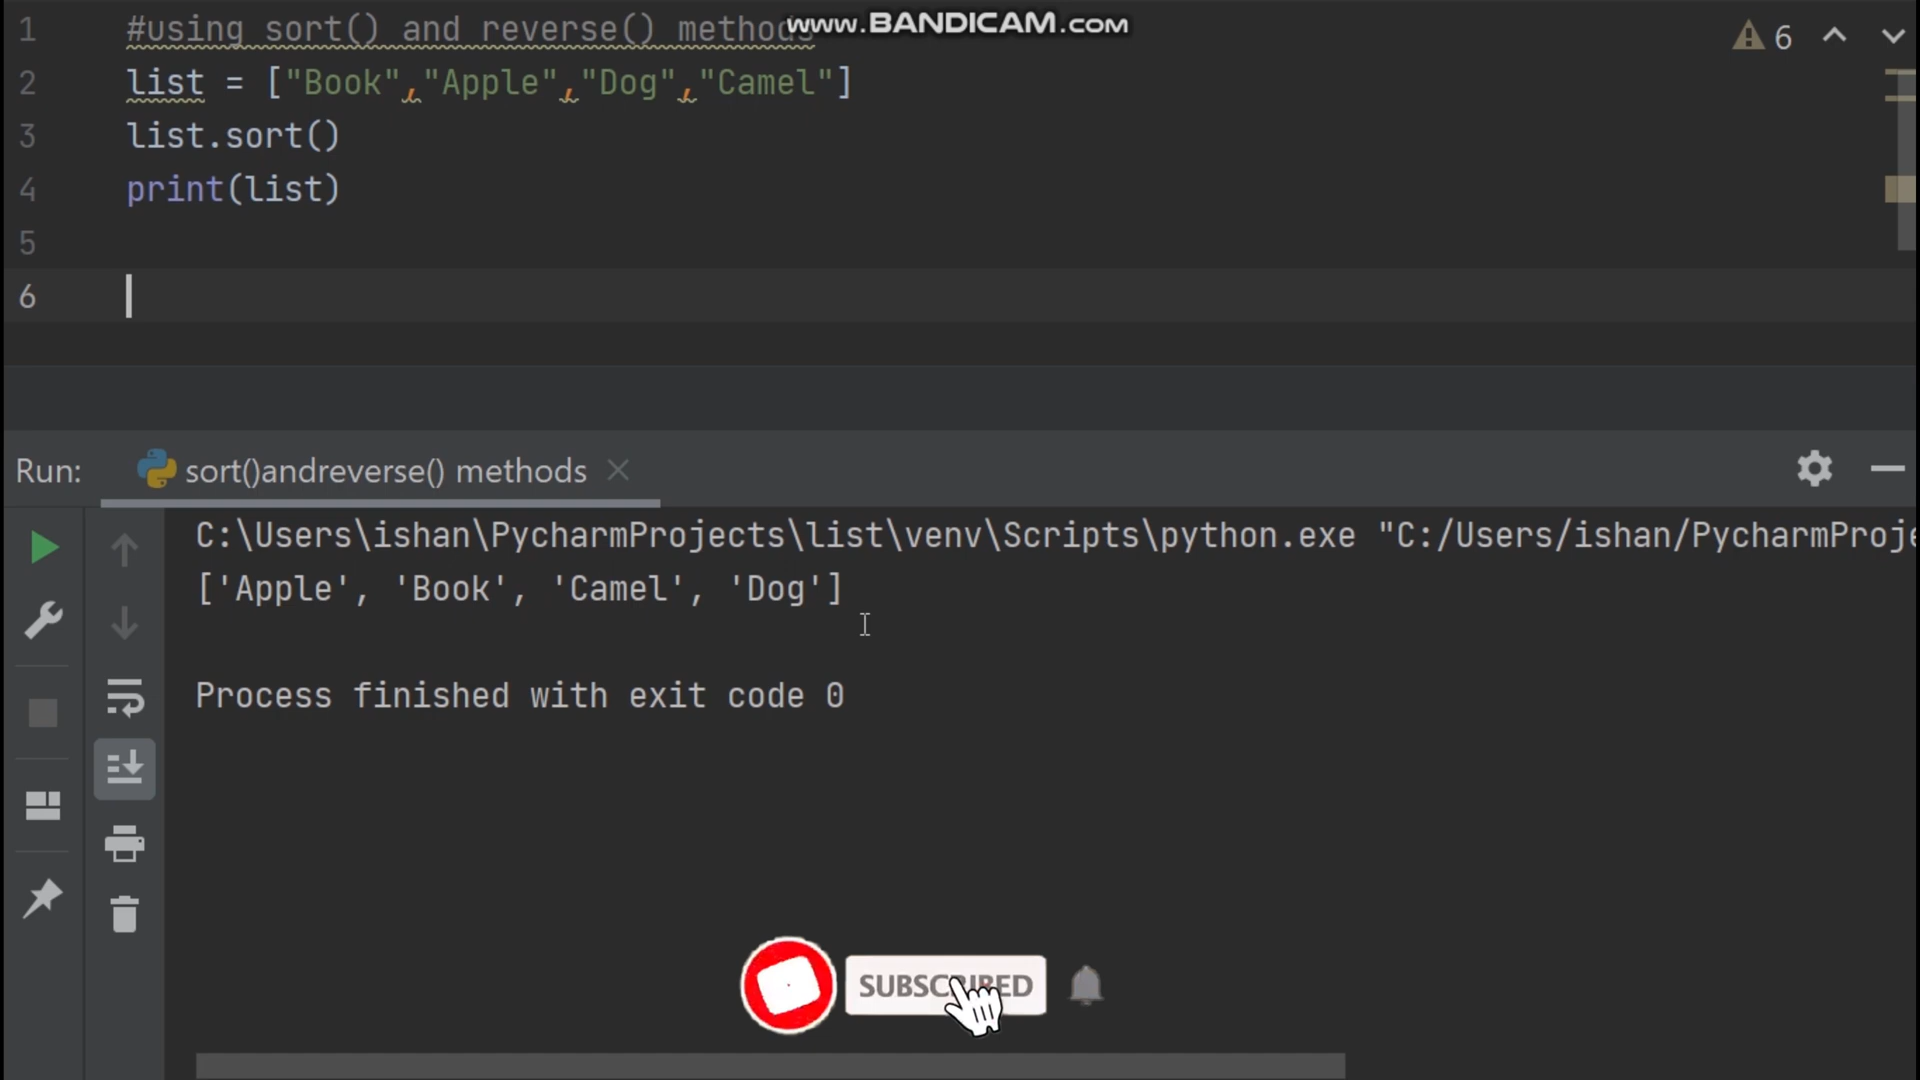 www.BANDICAM.com
1 #using sort() and reverse() methods
6
2 list = ["Book","Apple","Dog","Camel"]
3 list.sort()
4 print(list)
5
6
Run: sort()andreverse() methods
C:\Users\ishan\PycharmProjects\list\venv\Scripts\python.exe "C:/Users/ishan/PycharmProje
['Apple', 'Book', 'Camel', 'Dog']
Process finished with exit code 0
SUBSCRIBED